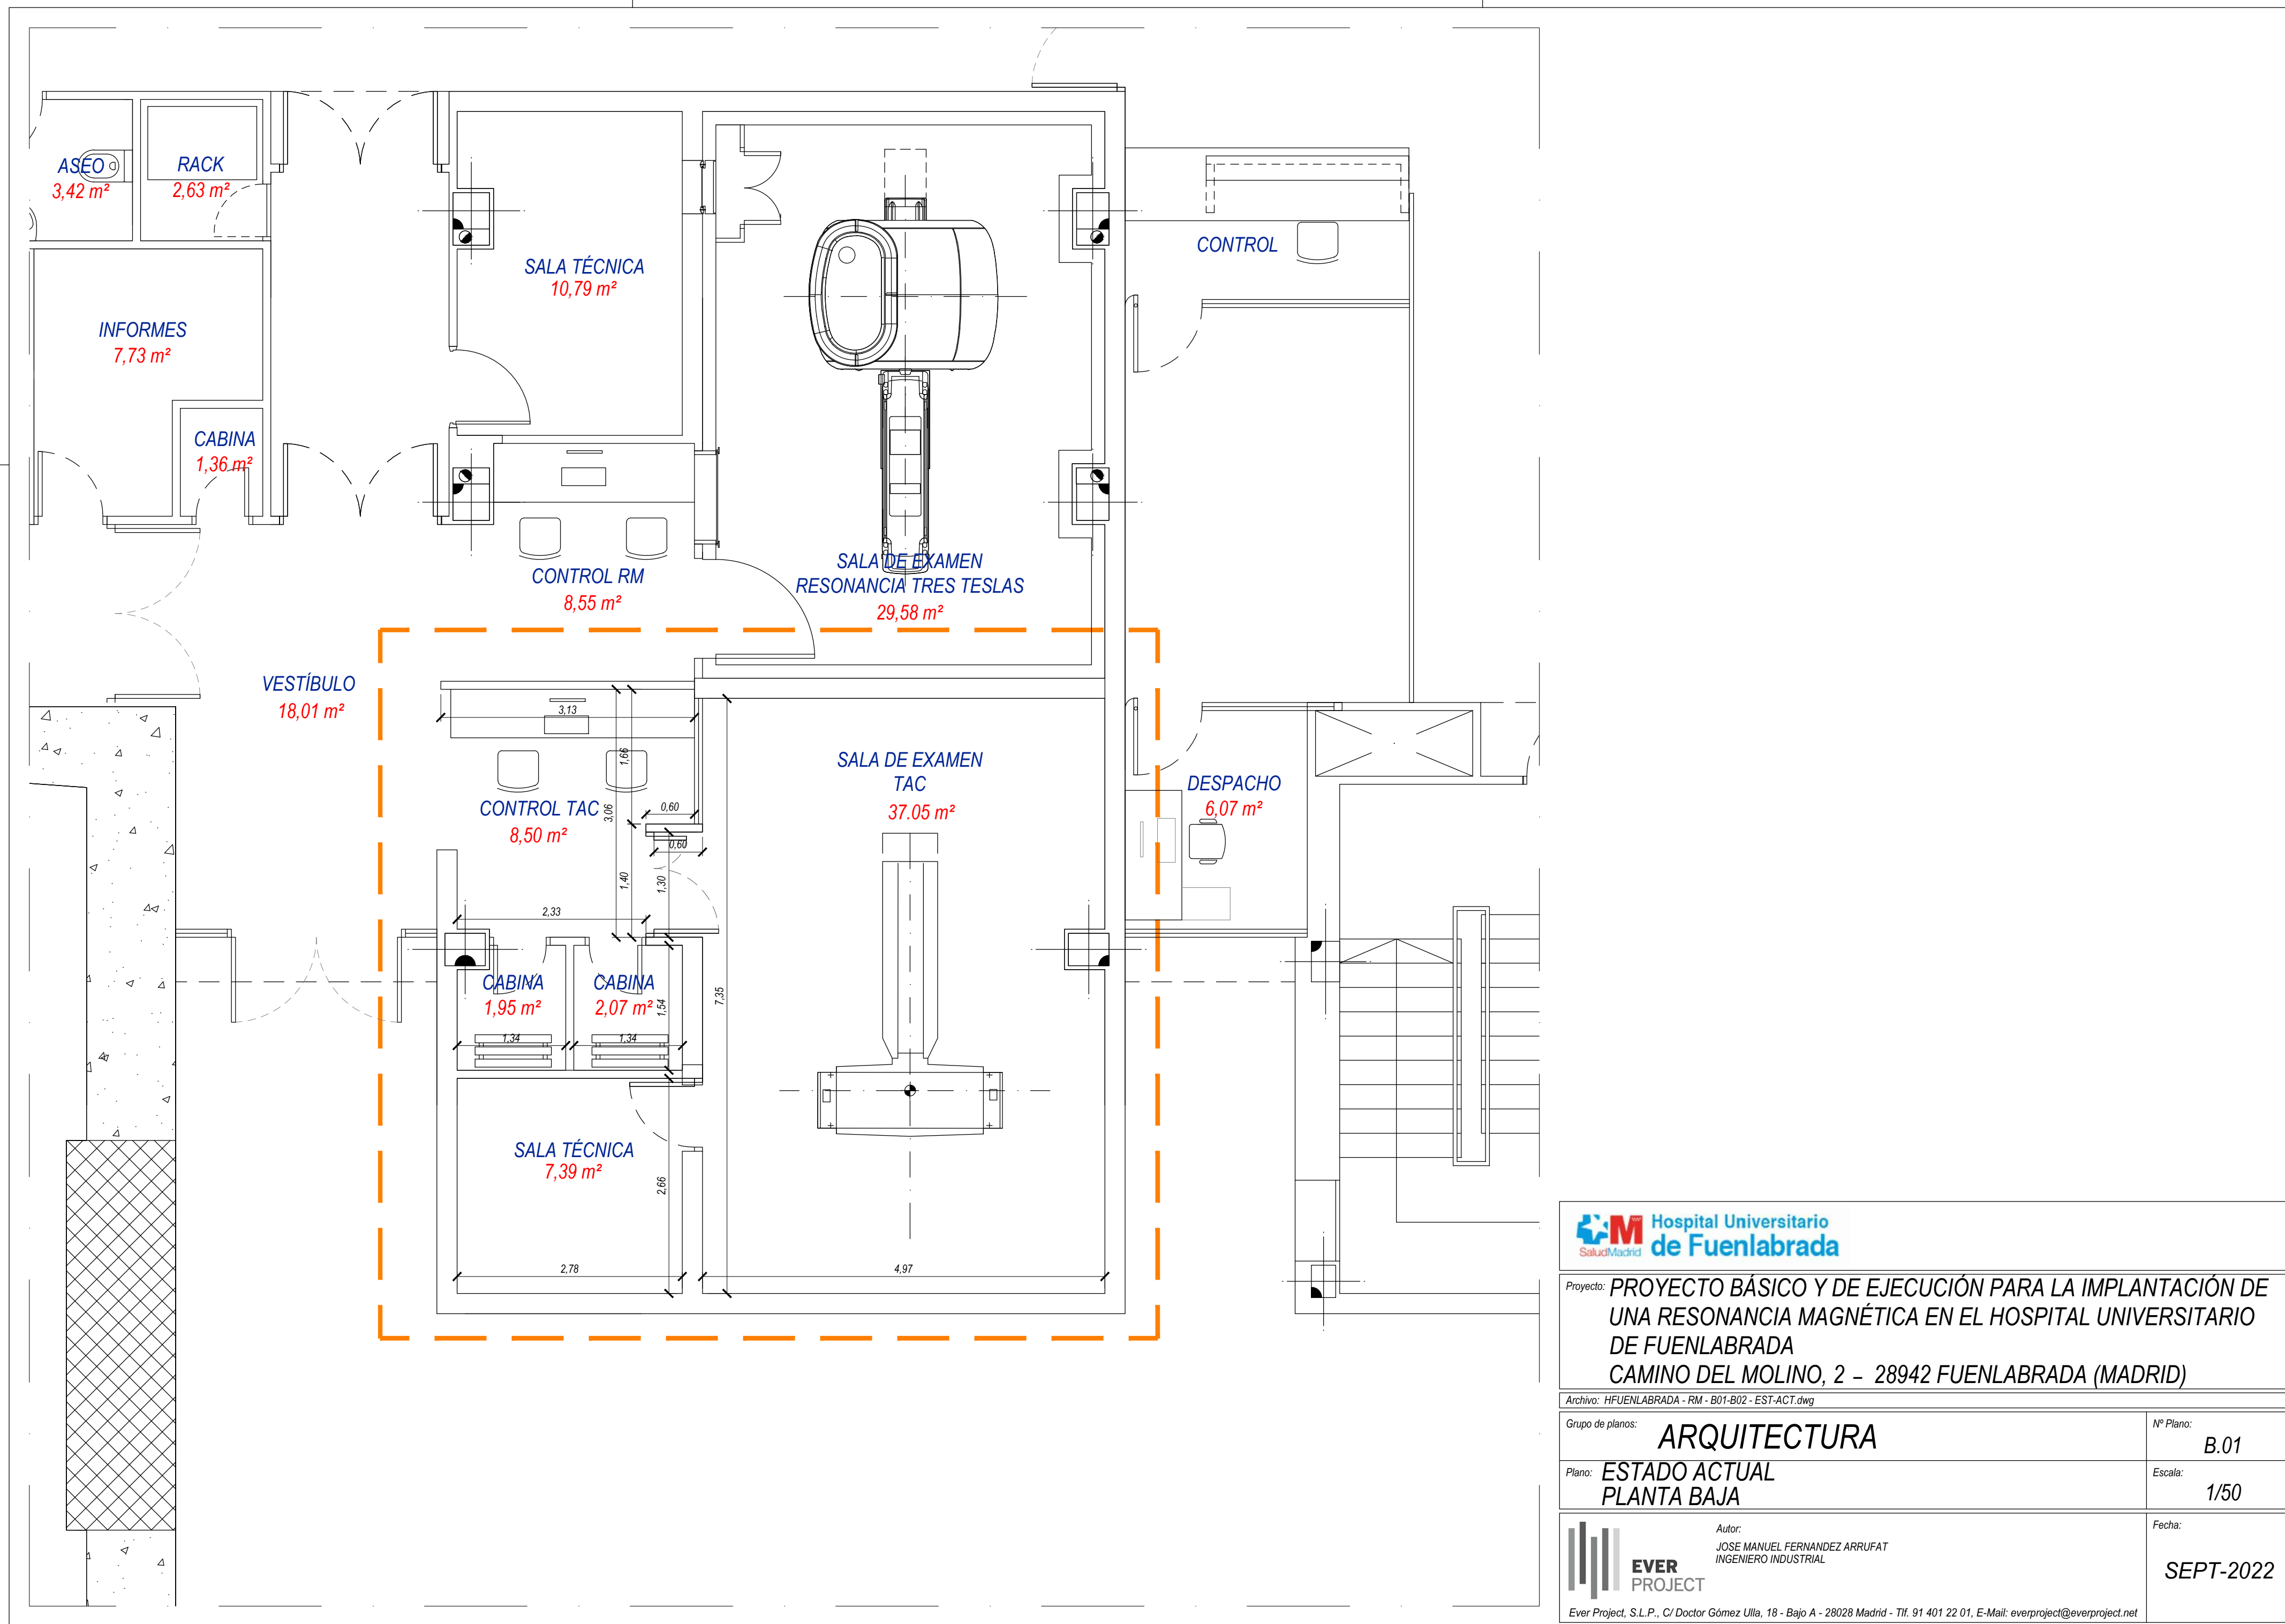 ASEO
3,42 m²
RACK
2,63 m²
SALA TÉCNICA
10,79 m²
CONTROL
INFORMES
7,73 m²
CABINA
1,36 m²
CONTROL RM
8,55 m²
SALA DE EXAMEN
RESONANCIA TRES TESLAS
29,58 m²
VESTÍBULO
18,01 m²
3,13
1,66
3,06
0,60
0,60
CONTROL TAC
8,50 m²
1,40
1,30
2,33
SALA DE EXAMEN
TAC
37.05 m²
DESPACHO
6,07 m²
CABINA
1,95 m²
CABINA
2,07 m²
1,54
7,35
1,34
1,34
SALA TÉCNICA
7,39 m²
2,66
2,78
4,97
SaludMadrid
Hospital Universitario
de Fuenlabrada
Proyecto: PROYECTO BÁSICO Y DE EJECUCIÓN PARA LA IMPLANTACIÓN DE
UNA RESONANCIA MAGNÉTICA EN EL HOSPITAL UNIVERSITARIO
DE FUENLABRADA
CAMINO DEL MOLINO, 2 – 28942 FUENLABRADA (MADRID)
Archivo: HFUENLABRADA - RM - B01-B02 - EST-ACT.dwg
Grupo de planos: ARQUITECTURA
Nº Plano:
B.01
Plano: ESTADO ACTUAL
PLANTA BAJA
Escala:
1/50
EVER
PROJECT
Autor:
JOSE MANUEL FERNANDEZ ARRUFAT
INGENIERO INDUSTRIAL
Fecha:
SEPT-2022
Ever Project, S.L.P., C/ Doctor Gómez Ulla, 18 - Bajo A - 28028 Madrid - Tlf. 91 401 22 01, E-Mail: everproject@everproject.net